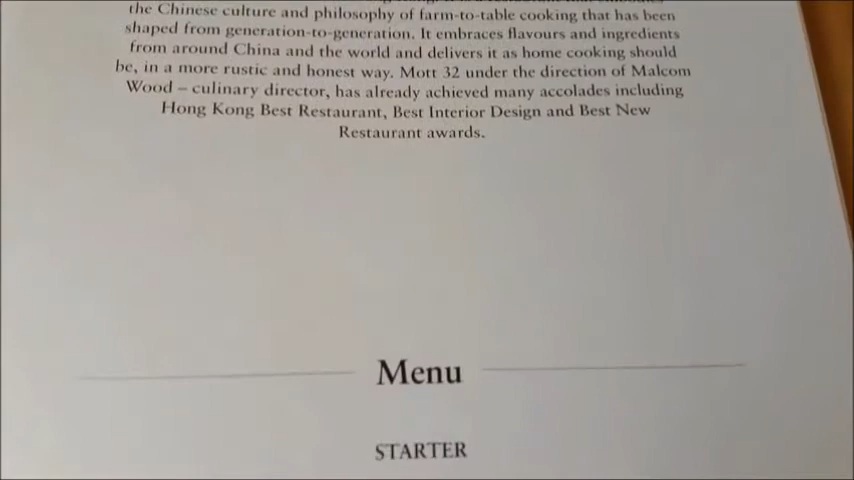 the Chinese culture and philosophy of farm-to-table cooking that has been
shaped from generation-to-generation. It embraces flavours and ingredients
from around China and the world and delivers it as home cooking should
be, in a more rustic and honest way. Mott 32 under the direction of Malcom
Wood – culinary director, has already achieved many accolades including
Hong Kong Best Restaurant, Best Interior Design and Best New
Restaurant awards.
Menu
STARTER